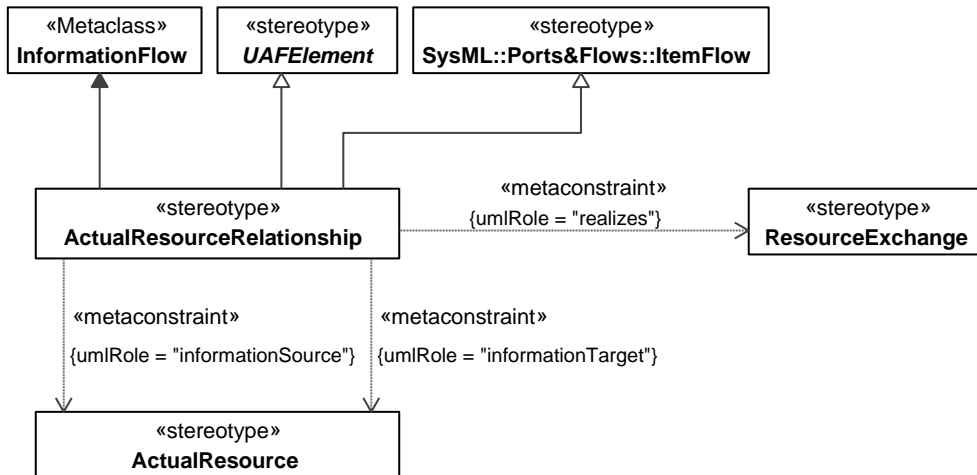 «Metaclass»
InformationFlow
«stereotype»
UAFElement
«stereotype»
SysML::Ports&Flows::ItemFlow
«stereotype»
ActualResourceRelationship
«metaconstraint»
{umlRole = "realizes"}
«stereotype»
ResourceExchange
«metaconstraint»
{umlRole = "informationSource"}
«metaconstraint»
{umlRole = "informationTarget"}
«stereotype»
ActualResource